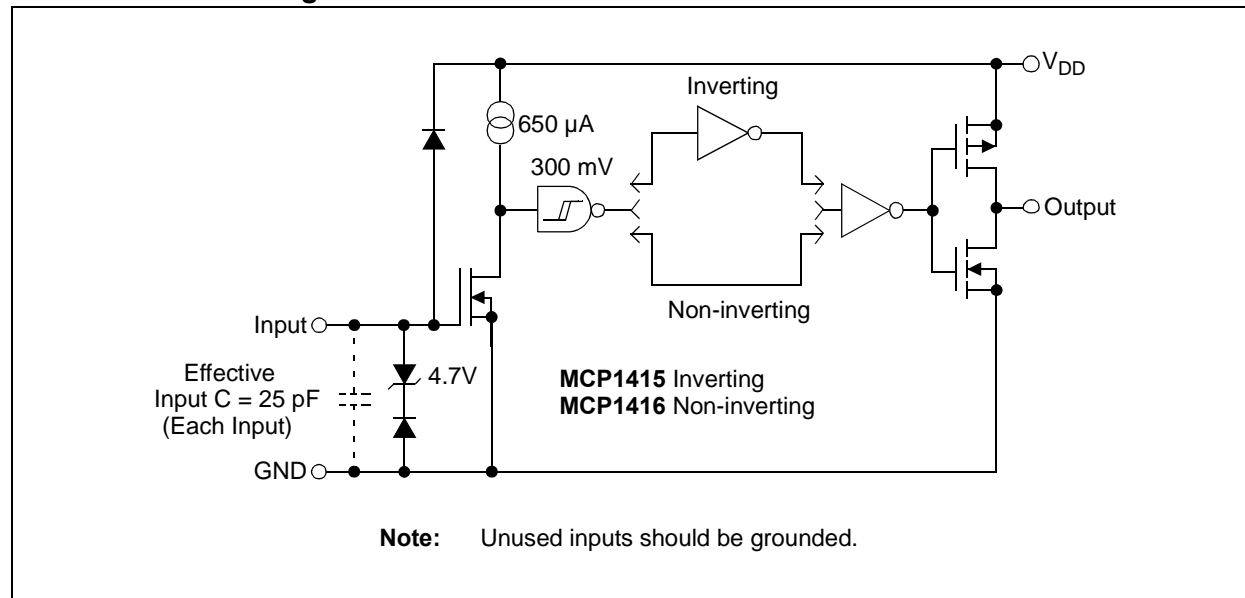 V_DD
Inverting
650 µA
300 mV
Output
Non-inverting
Input
4.7V
Effective
Input C = 25 pF
(Each Input)
MCP1415 Inverting
MCP1416 Non-inverting
GND
Note: Unused inputs should be grounded.